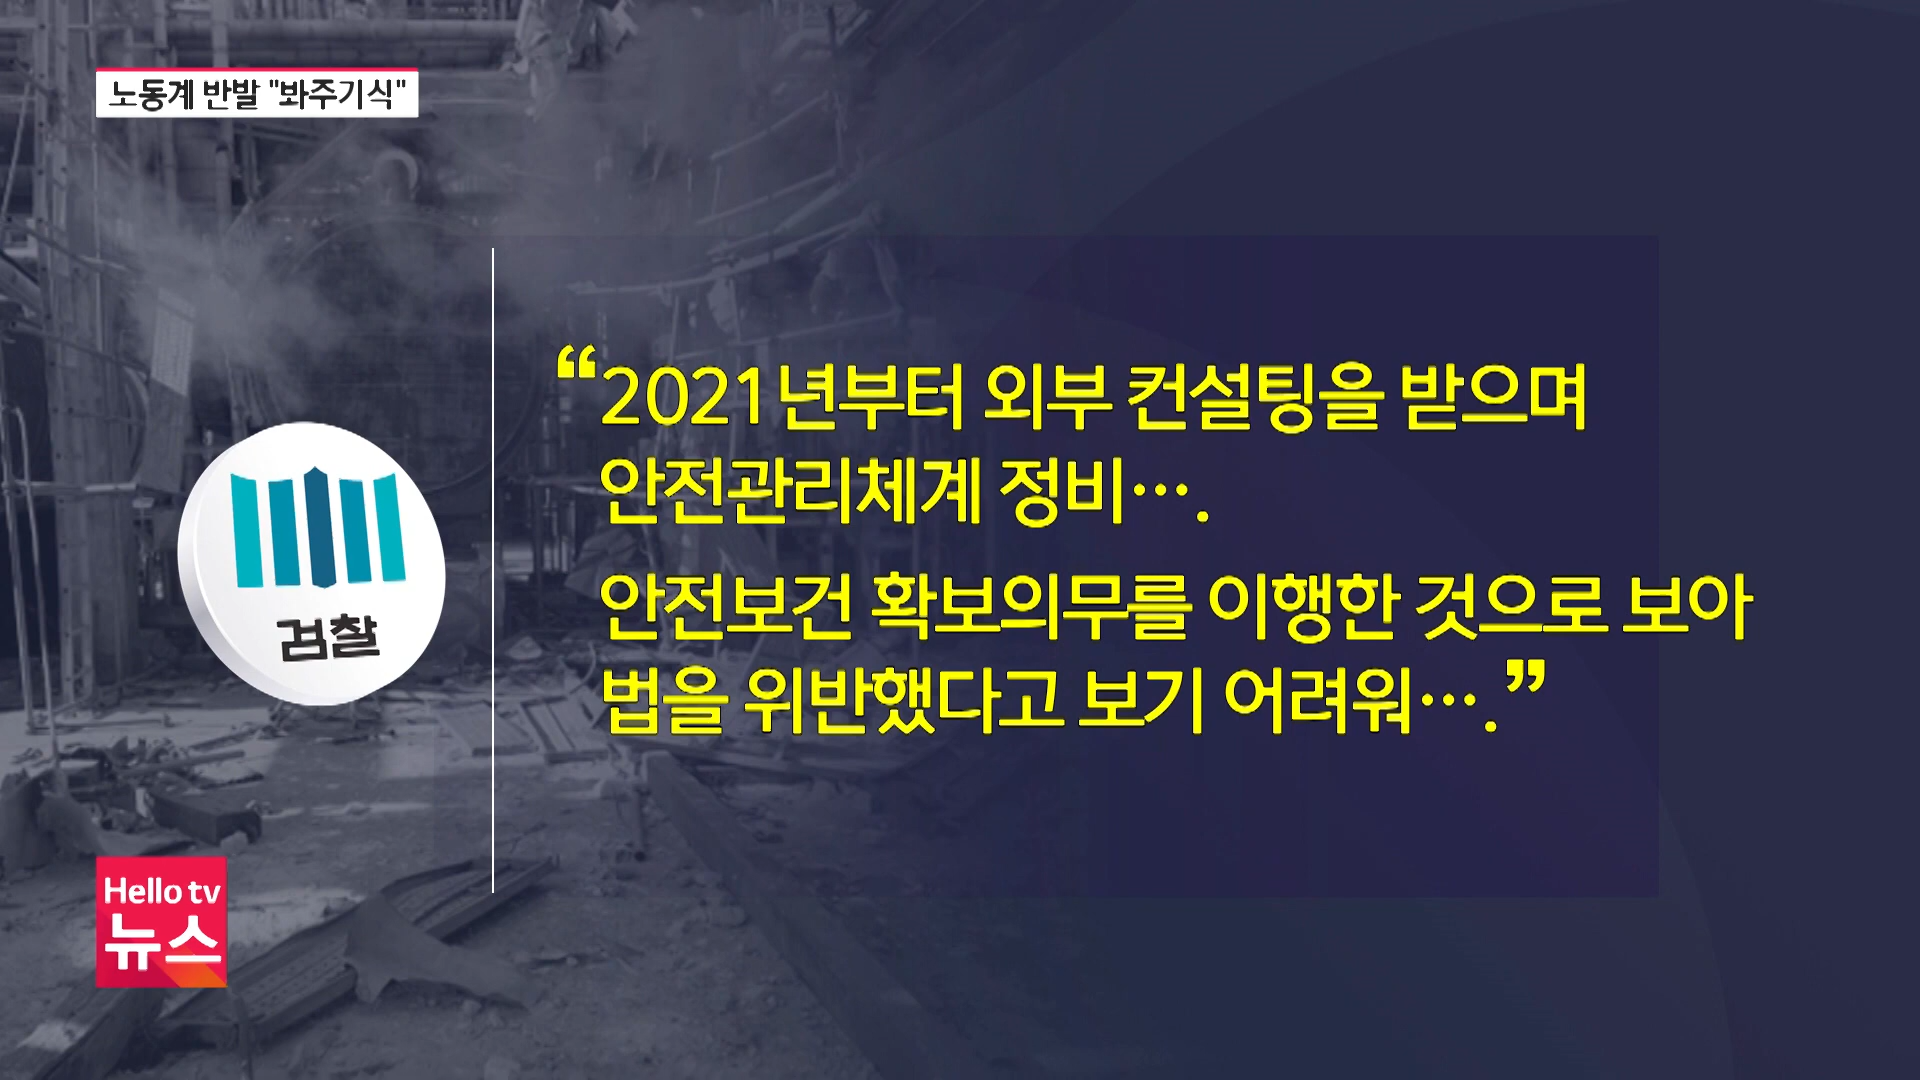 노동계 반발 "봐주기식"
“2021년부터 외부 컨설팅을 받으며
안전관리체계 정비….
안전보건 확보의무를 이행한 것으로 보아
법을 위반했다고 보기 어려워….”
검찰
Hello tv
뉴스